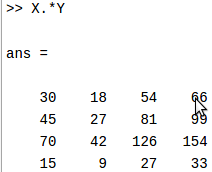 >> X.*Y
ans =
30 18 54 66
45 27 81 99
70 42 126 154
15 9 27 33